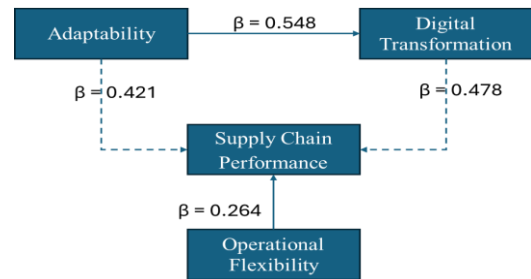 Adaptability
β = 0.548
Digital
Transformation
β = 0.421
β = 0.478
Supply Chain
Performance
β = 0.264
Operational
Flexibility